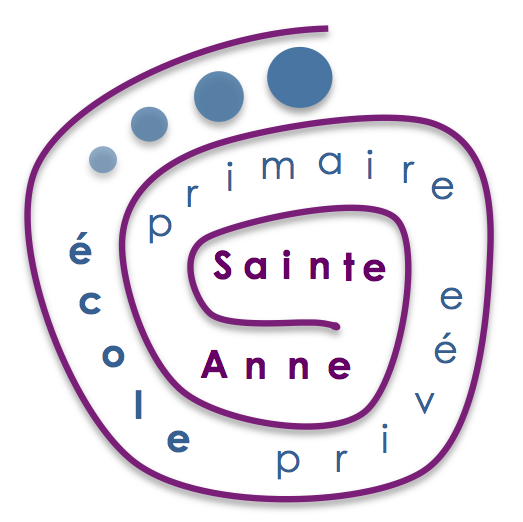 école
primaire
privée
Sainte
Anne